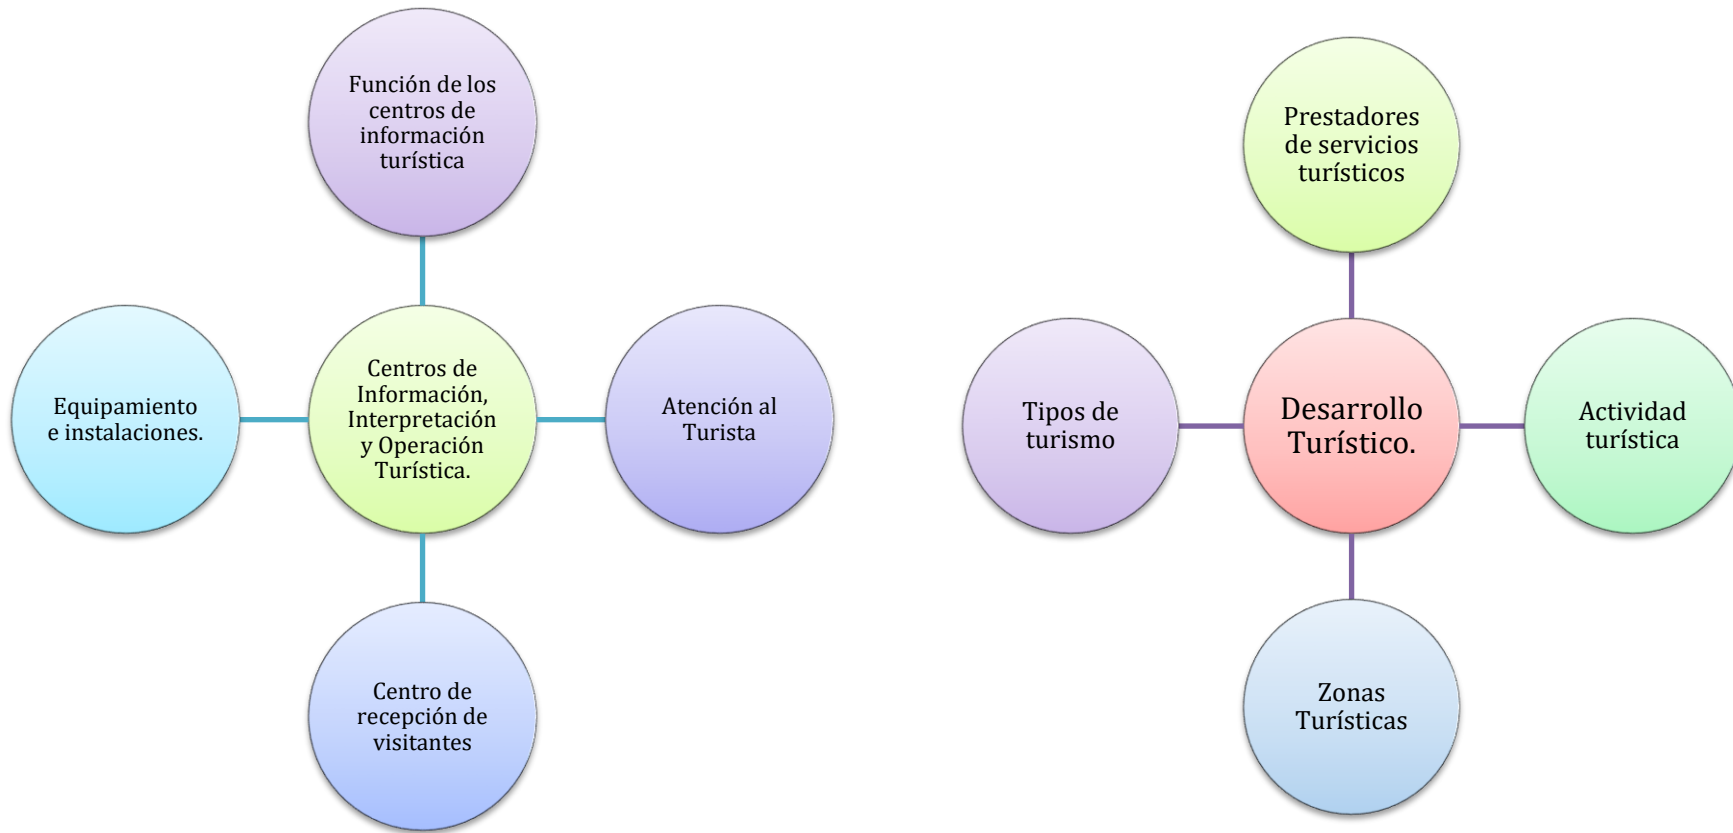 Función de los
centros de
información
turística
Equipamiento
e instalaciones.
Centros de
Información,
Interpretación
y Operación
Turística.
Atención al
Turista
Centro de
recepción de
visitantes
Prestadores
de servicios
turísticos
Tipos de
turismo
Desarrollo
Turístico.
Actividad
turística
Zonas
Turísticas